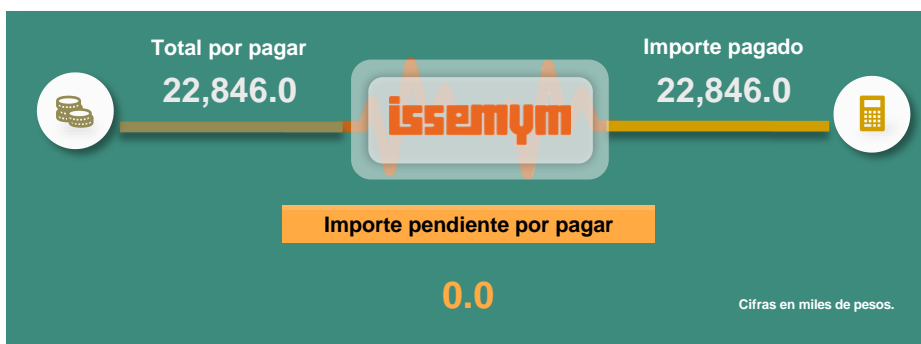 Total por pagar
22,846.0
issemym
Importe pagado
22,846.0
Importe pendiente por pagar
0.0
Cifras en miles de pesos.